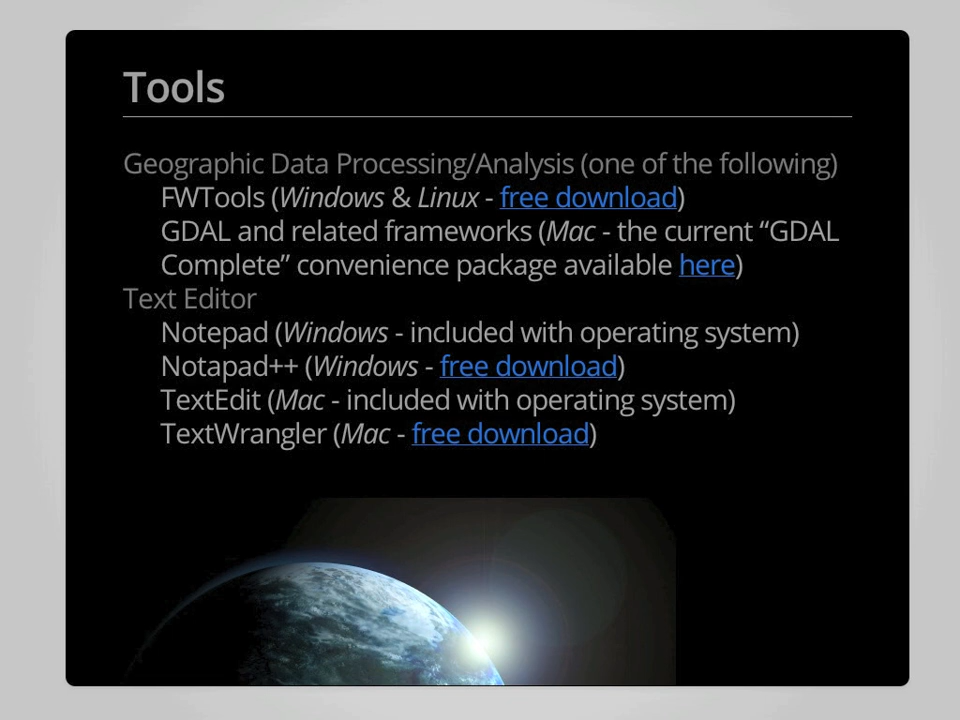 Tools
Geographic Data Processing/Analysis (one of the following)
FWTools (Windows & Linux - free download)
GDAL and related frameworks (Mac - the current “GDAL
Complete” convenience package available here)
Text Editor
Notepad (Windows - included with operating system)
Notapad++ (Windows - free download)
TextEdit (Mac - included with operating system)
TextWrangler (Mac - free download)